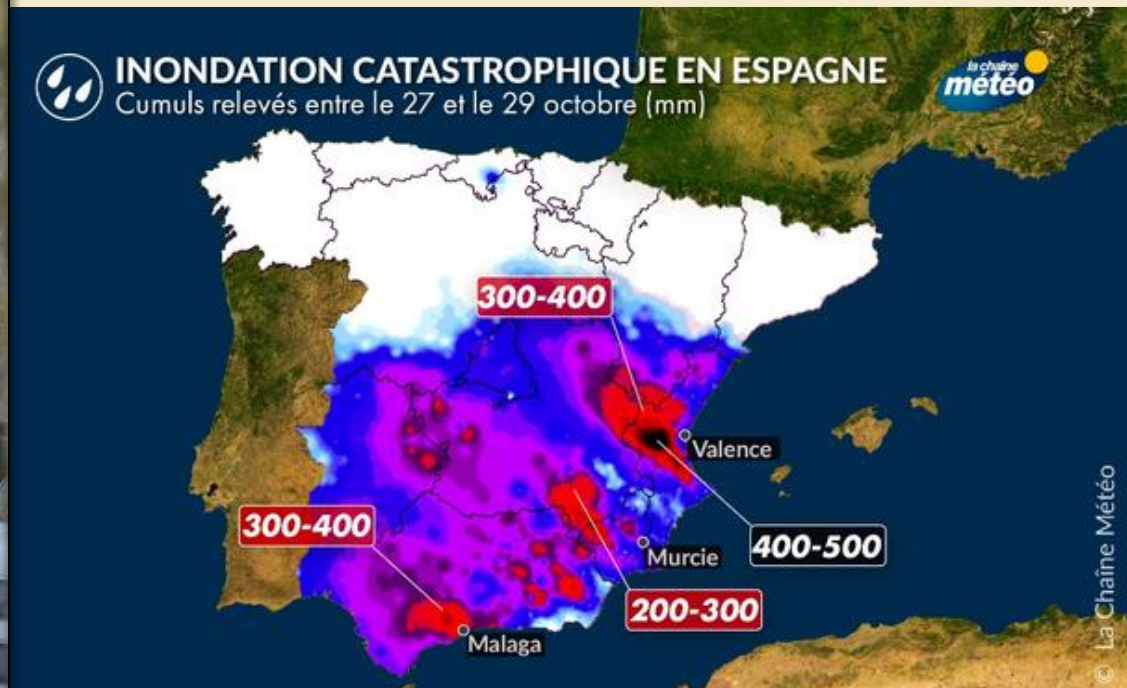 INONDATION CATASTROPHIQUE EN ESPAGNE
Cumuls relevés entre le 27 et le 29 octobre (mm)
la chaîne
météo
300-400
Valence
300-400
400-500
Murcie
200-300
Malaga
© La Chaîne Météo